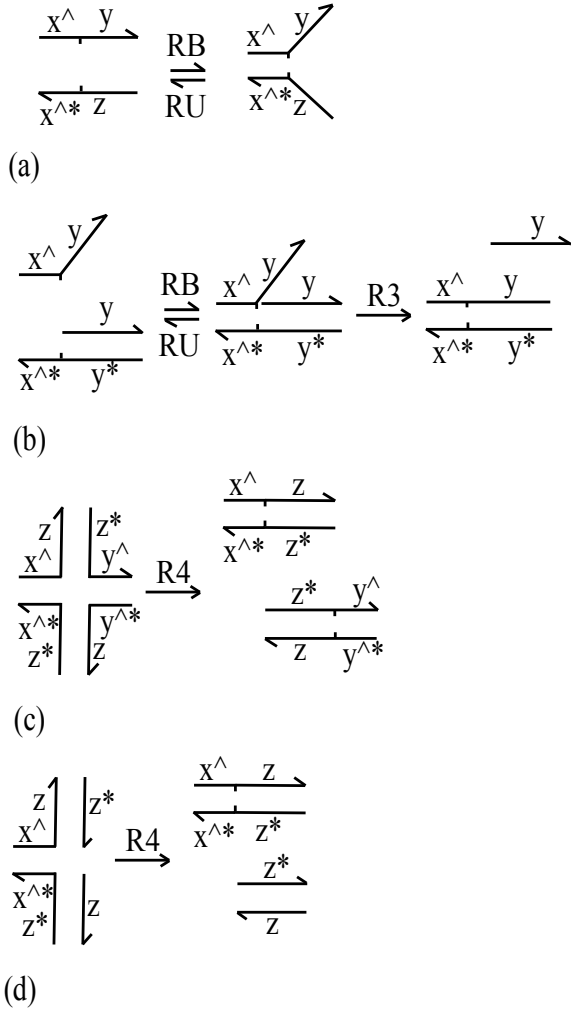 x^ y x^ y
RB
RU
x^* z x^* z
(a)
y y
x^ y x^ y y x^ y
RB R3
RU
x^* y* x^* y* x^* y*
(b)
z z* x^ z
x^ y^ x^* z*
R4
x^* y^* z* y^
z* z z y^*
(c)
z z* x^ z
x^ x^* z*
R4
x^* z z*
z* z
(d)